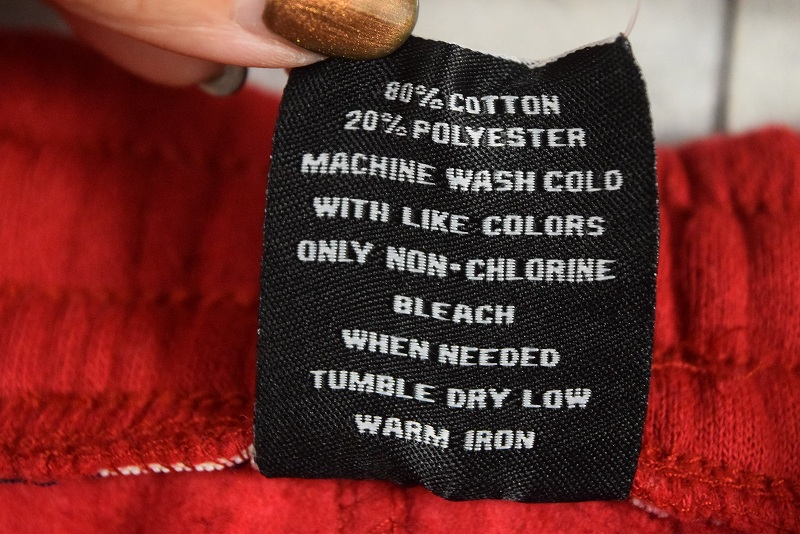 80% COTTON
20% POLYESTER
MACHINE WASH COLD
WITH LIKE COLORS
ONLY NON-CHLORINE
BLEACH
WHEN NEEDED
TUMBLE DRY LOW
WARM IRON